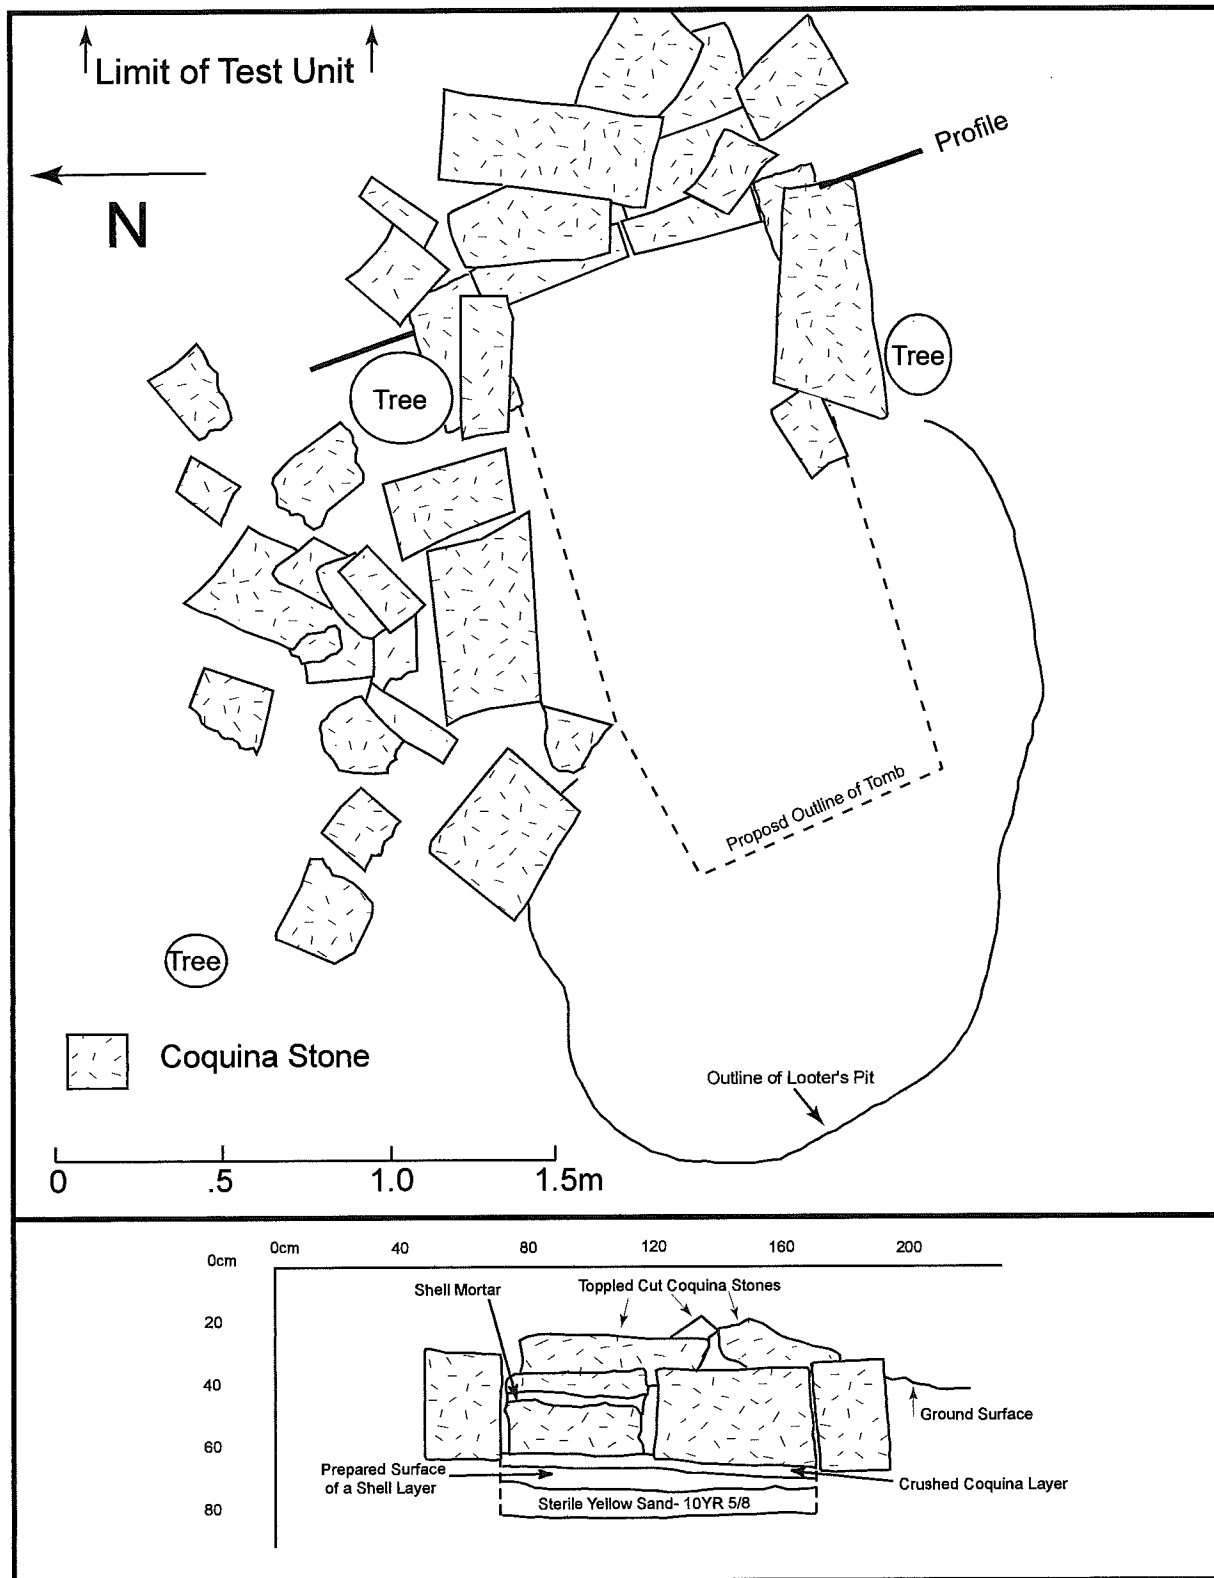 Limit of Test Unit
Profile
N
Tree
Tree
Proposd Outline of Tomb
Tree
Coquina Stone
Outline of Looter's Pit
0 .5 1.0 1.5m
0cm 40 80 120 160 200
0cm
Shell Mortar
Toppled Cut Coquina Stones
20
40
Ground Surface
60
Prepared Surface
of a Shell Layer
Crushed Coquina Layer
80
Sterile Yellow Sand- 10YR 5/8